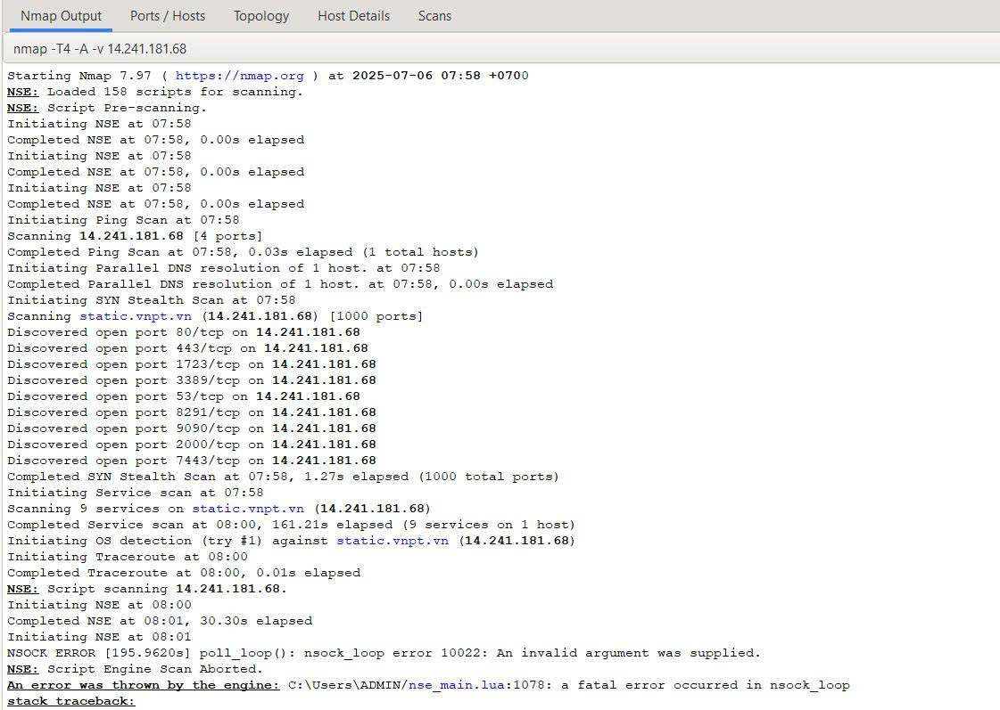 Nmap Output Ports / Hosts Topology Host Details Scans
nmap -T4 -A -v 14.241.181.68
Starting Nmap 7.97 ( https://nmap.org ) at 2025-07-06 07:58 +0700
NSE: Loaded 158 scripts for scanning.
NSE: Script Pre-scanning.
Initiating NSE at 07:58
Completed NSE at 07:58, 0.00s elapsed
Initiating NSE at 07:58
Completed NSE at 07:58, 0.00s elapsed
Initiating NSE at 07:58
Completed NSE at 07:58, 0.00s elapsed
Initiating Ping Scan at 07:58
Scanning 14.241.181.68 [4 ports]
Completed Ping Scan at 07:58, 0.03s elapsed (1 total hosts)
Initiating Parallel DNS resolution of 1 host. at 07:58
Completed Parallel DNS resolution of 1 host. at 07:58, 0.00s elapsed
Initiating SYN Stealth Scan at 07:58
Scanning static.vnpt.vn (14.241.181.68) [1000 ports]
Discovered open port 80/tcp on 14.241.181.68
Discovered open port 443/tcp on 14.241.181.68
Discovered open port 1723/tcp on 14.241.181.68
Discovered open port 3389/tcp on 14.241.181.68
Discovered open port 53/tcp on 14.241.181.68
Discovered open port 8291/tcp on 14.241.181.68
Discovered open port 9090/tcp on 14.241.181.68
Discovered open port 2000/tcp on 14.241.181.68
Discovered open port 7443/tcp on 14.241.181.68
Completed SYN Stealth Scan at 07:58, 1.27s elapsed (1000 total ports)
Initiating Service scan at 07:58
Scanning 9 services on static.vnpt.vn (14.241.181.68)
Completed Service scan at 08:00, 161.21s elapsed (9 services on 1 host)
Initiating OS detection (try #1) against static.vnpt.vn (14.241.181.68)
Initiating Traceroute at 08:00
Completed Traceroute at 08:00, 0.01s elapsed
NSE: Script scanning 14.241.181.68.
Initiating NSE at 08:00
Completed NSE at 08:01, 30.30s elapsed
Initiating NSE at 08:01
NSOCK ERROR [195.9620s] poll_loop(): nsock_loop error 10022: An invalid argument was supplied.
NSE: Script Engine Scan Aborted.
An error was thrown by the engine: C:\Users\ADMIN/nse_main.lua:1078: a fatal error occurred in nsock_loop
stack traceback: